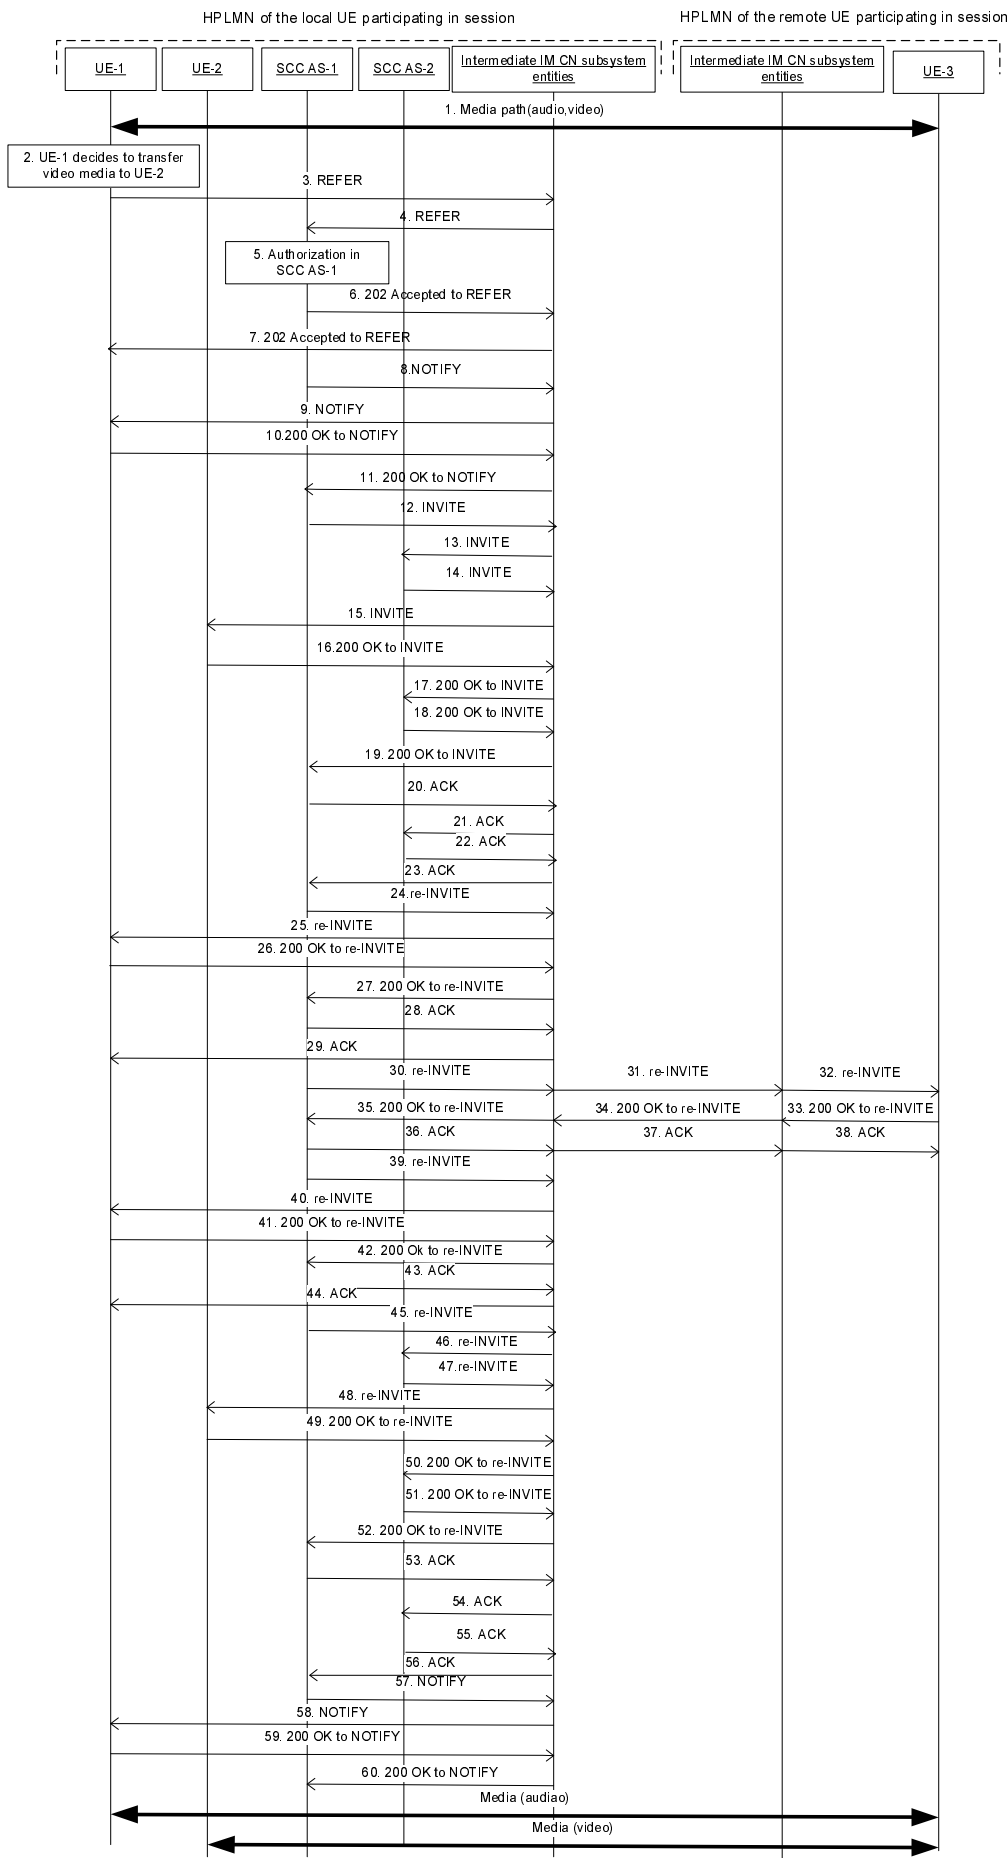 HPLMN of the local UE participating in session
HPLMN of the remote UE participating in session
UE-1
UE-2
SCC AS-1
SCC AS-2
Intermediate IM CN subsystem
entities
Intermediate IM CN subsystem
entities
UE-3
1. Media path(audio,video)
2. UE-1 decides to transfer
video media to UE-2
3. REFER
4. REFER
5. Authorization in
SCC AS-1
6. 202 Accepted to REFER
7. 202 Accepted to REFER
8.NOTIFY
9. NOTIFY
10.200 OK to NOTIFY
11. 200 OK to NOTIFY
12. INVITE
13. INVITE
14. INVITE
15. INVITE
16.200 OK to INVITE
17. 200 OK to INVITE
18. 200 OK to INVITE
19. 200 OK to INVITE
20. ACK
21. ACK
22. ACK
23. ACK
24.re-INVITE
25. re-INVITE
26. 200 OK to re-INVITE
27. 200 OK to re-INVITE
28. ACK
29. ACK
30. re-INVITE
31. re-INVITE
32. re-INVITE
35. 200 OK to re-INVITE
34. 200 OK to re-INVITE
33. 200 OK to re-INVITE
36. ACK
37. ACK
38. ACK
39. re-INVITE
40. re-INVITE
41. 200 OK to re-INVITE
42. 200 Ok to re-INVITE
43. ACK
44. ACK
45. re-INVITE
46. re-INVITE
47.re-INVITE
48. re-INVITE
49. 200 OK to re-INVITE
50. 200 OK to re-INVITE
51. 200 OK to re-INVITE
52. 200 OK to re-INVITE
53. ACK
54. ACK
55. ACK
56. ACK
57. NOTIFY
58. NOTIFY
59. 200 OK to NOTIFY
60. 200 OK to NOTIFY
Media (audiao)
Media (video)